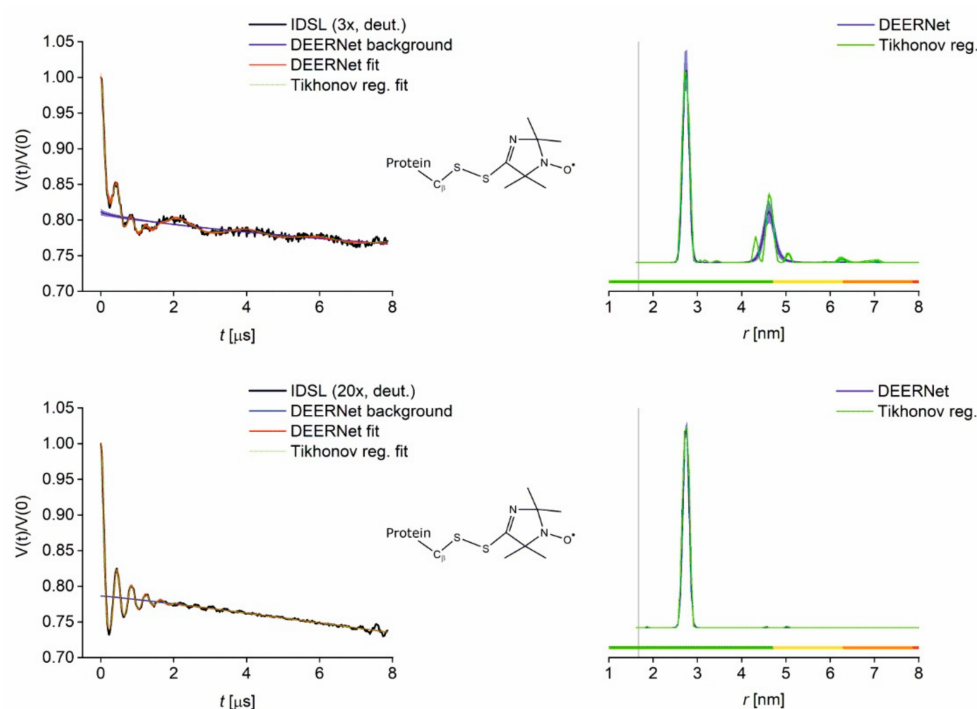 IDSL (3x, deut.)
DEERNet background
DEERNet fit
Tikhonov reg. fit
1.05
1.00
0.95
0.90
0.85
0.80
0.75
0.70
V(t)/V(0)
0 2 4 6 8
t [µs]
Protein
Cβ
S
S
N
N
O•
DEERNet
Tikhonov reg.
1 2 3 4 5 6 7 8
r [nm]
IDSL (20x, deut.)
DEERNet background
DEERNet fit
Tikhonov reg. fit
1.05
1.00
0.95
0.90
0.85
0.80
0.75
0.70
V(t)/V(0)
0 2 4 6 8
t [µs]
Protein
Cβ
S
S
N
N
O•
DEERNet
Tikhonov reg.
1 2 3 4 5 6 7 8
r [nm]